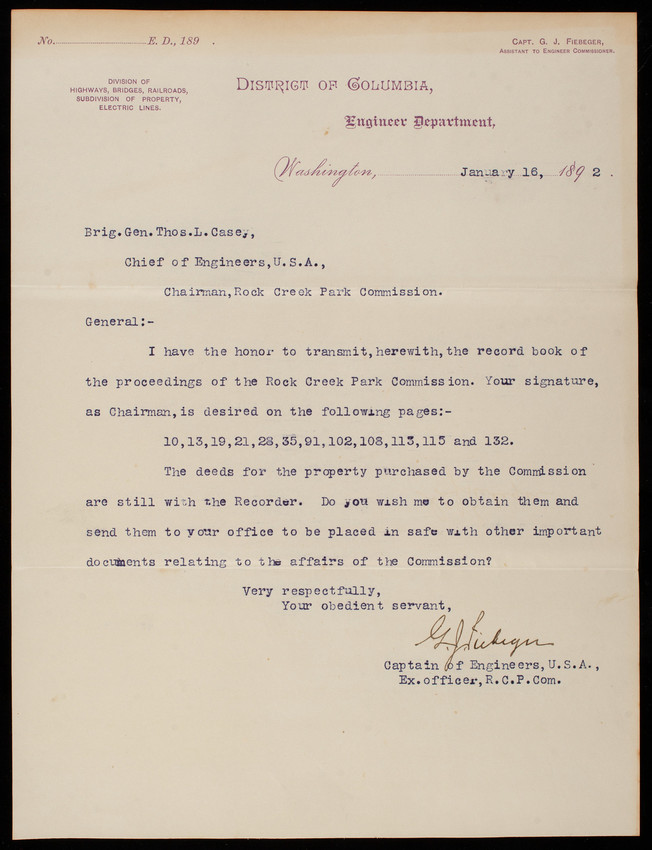 No. E. D., 189 .
CAPT. G. J. FIEBEGER,
ASSISTANT TO ENGINEER COMMISSIONER.
DIVISION OF
HIGHWAYS, BRIDGES, RAILROADS,
SUBDIVISION OF PROPERTY,
ELECTRIC LINES.
DISTRICT OF COLUMBIA,
Engineer Department,
Washington, January 16, 1892.
Brig.Gen.Thos.L.Casey,
Chief of Engineers,U.S.A.,
Chairman,Rock Creek Park Commission.
General:-
I have the honor to transmit,herewith,the record book of
the proceedings of the Rock Creek Park Commission. Your signature,
as Chairman,is desired on the following pages:-
10,13,19,21,28,35,91,102,108,113,115 and 132.
The deeds for the property purchased by the Commission
are still with the Recorder. Do you wish me to obtain them and
send them to your office to be placed in safe with other important
documents relating to the affairs of the Commission?
Very respectfully,
Your obedient servant,
G. J. Fiebeger
Captain of Engineers,U.S.A.,
Ex.officer,R.C.P.Com.